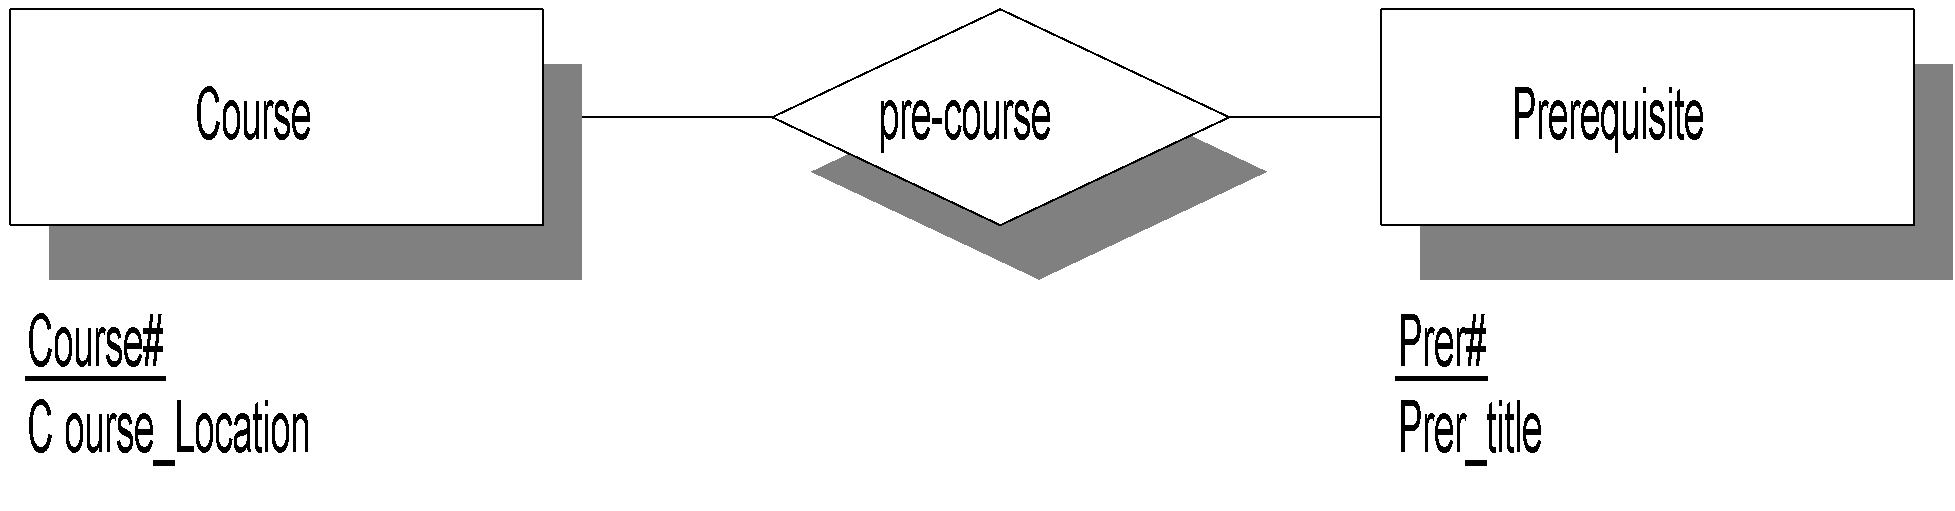 Course
pre-course
Prerequisite
Course#
C ourse_Location
Prer#
Prer_title